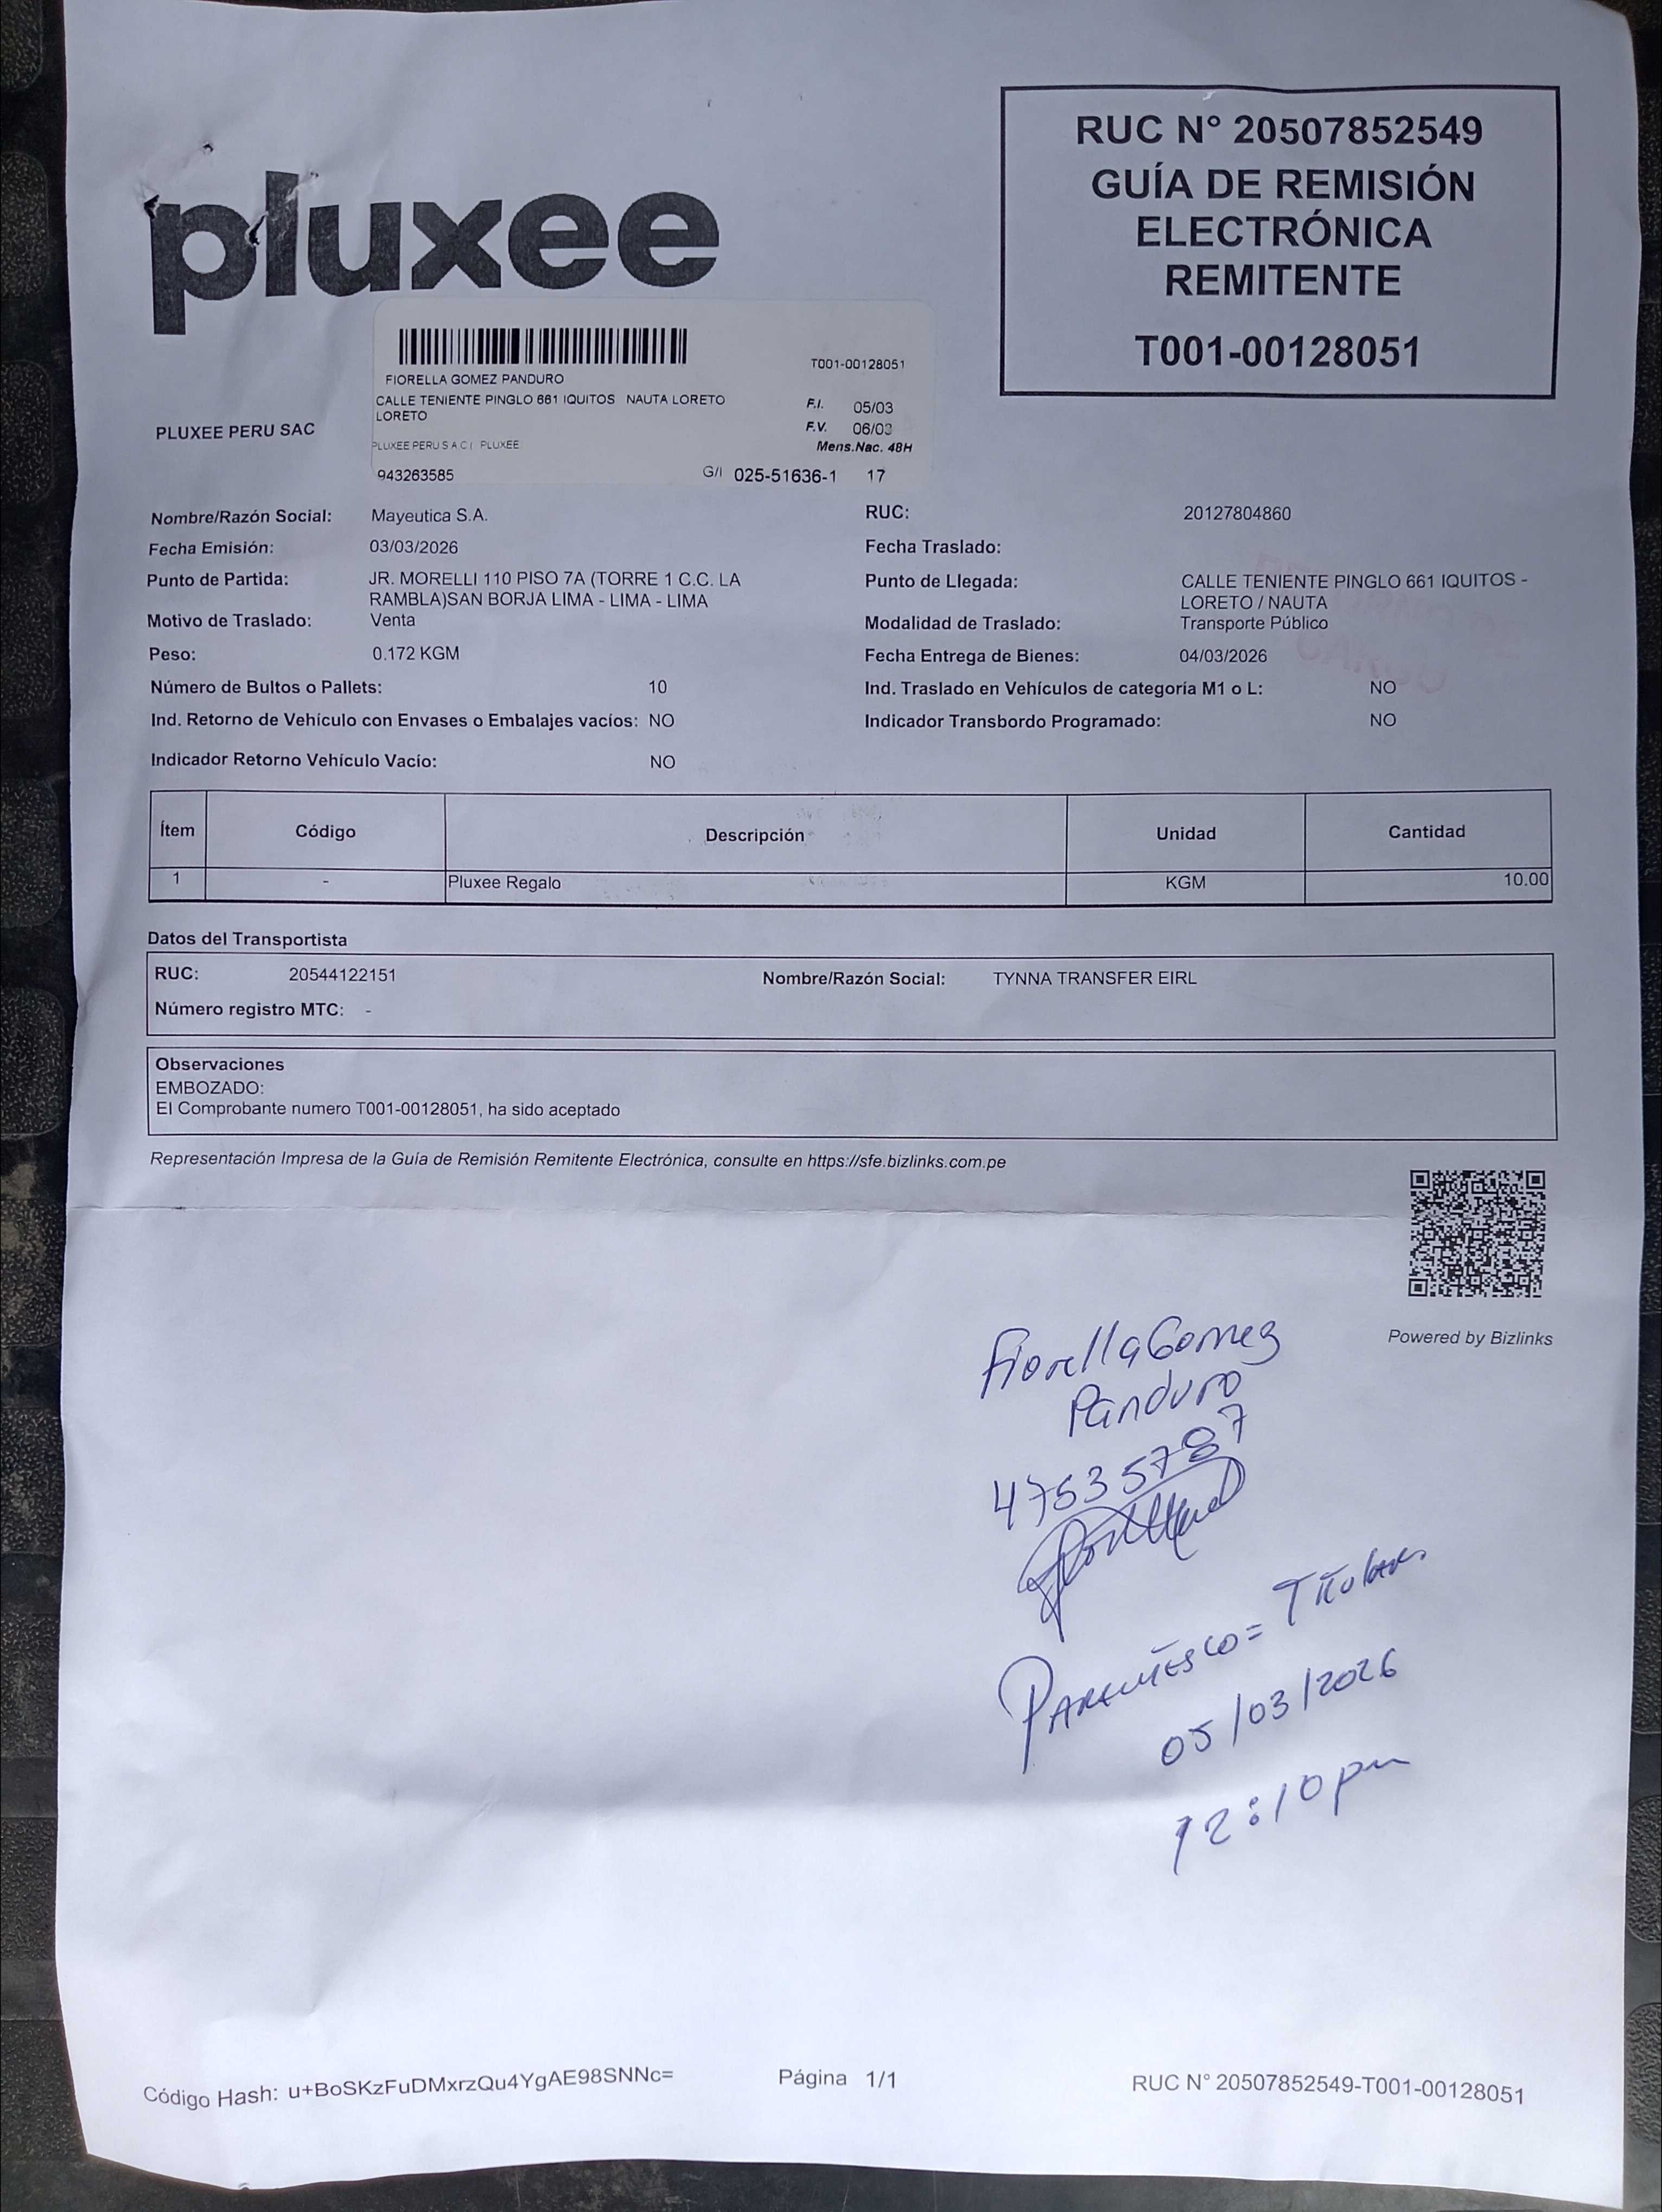 pluxee
RUC N° 20507852549
GUÍA DE REMISIÓN
ELECTRÓNICA
REMITENTE
T001-00128051
T001-00128051
FIORELLA GOMEZ PANDURO
CALLE TENIENTE PINGLO 661 IQUITOS NAUTA LORETO
LORETO
F.I. 05/03
F.V. 06/03
PLUXEE PERU S A C ( PLUXEE
Mens.Nac. 48H
943263585 G/I 025-51636-1 17
PLUXEE PERU SAC
Nombre/Razón Social: Mayeutica S.A. RUC: 20127804860
Fecha Emisión: 03/03/2026 Fecha Traslado:
Punto de Partida: JR. MORELLI 110 PISO 7A (TORRE 1 C.C. LA
RAMBLA)SAN BORJA LIMA - LIMA - LIMA
Punto de Llegada: CALLE TENIENTE PINGLO 661 IQUITOS -
LORETO / NAUTA
Motivo de Traslado: Venta Modalidad de Traslado: Transporte Público
Peso: 0.172 KGM Fecha Entrega de Bienes: 04/03/2026
Número de Bultos o Pallets: 10 Ind. Traslado en Vehículos de categoría M1 o L: NO
Ind. Retorno de Vehículo con Envases o Embalajes vacíos: NO Indicador Transbordo Programado: NO
Indicador Retorno Vehículo Vacío: NO
Ítem Código Descripción Unidad Cantidad
1 - Pluxee Regalo KGM 10.00
Datos del Transportista
RUC: 20544122151 Nombre/Razón Social: TYNNA TRANSFER EIRL
Número registro MTC: -
Observaciones
EMBOZADO:
El Comprobante numero T001-00128051, ha sido aceptado
Representación Impresa de la Guía de Remisión Remitente Electrónica, consulte en https://sfe.bizlinks.com.pe
Powered by Bizlinks
Fiorella Gomez
Panduro
47535787
Parentesco = Titular
05/03/2026
12:10 pm
Código Hash: u+BoSKzFuDMxrzQu4YgAE98SNNc= Página 1/1 RUC N° 20507852549-T001-00128051